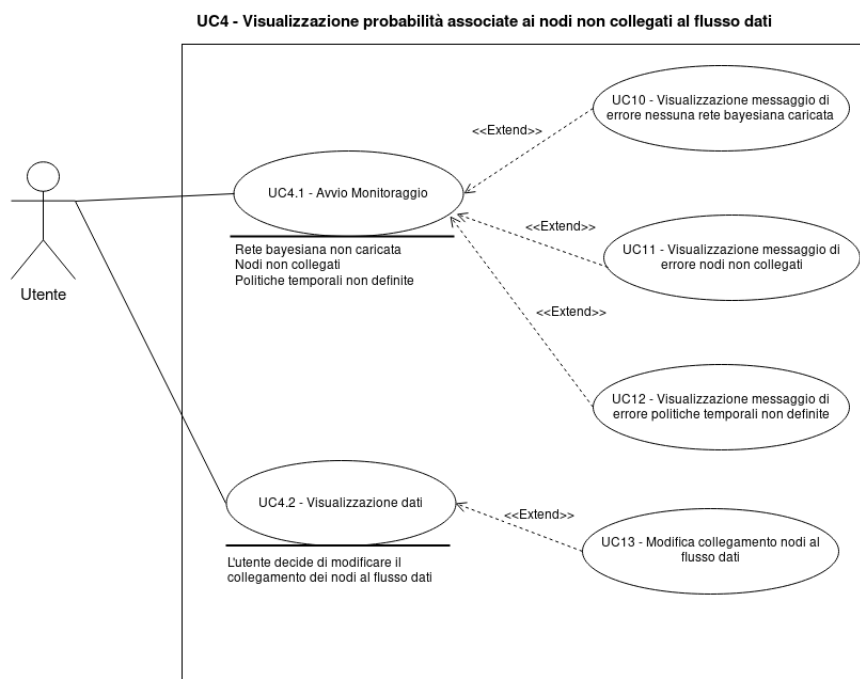 UC4 - Visualizzazione probabilità associate ai nodi non collegati al flusso dati
UC10 - Visualizzazione messaggio di
errore nessuna rete bayesiana caricata
<<Extend>>
UC4.1 - Avvio Monitoraggio
<<Extend>>
UC11 - Visualizzazione messaggio di
errore nodi non collegati
Rete bayesiana non caricata
Nodi non collegati
Politiche temporali non definite
Utente
<<Extend>>
UC12 - Visualizzazione messaggio di
errore politiche temporali non definite
UC4.2 - Visualizzazione dati
<<Extend>>
UC13 - Modifica collegamento nodi al
flusso dati
L'utente decide di modificare il
collegamento dei nodi al flusso dati